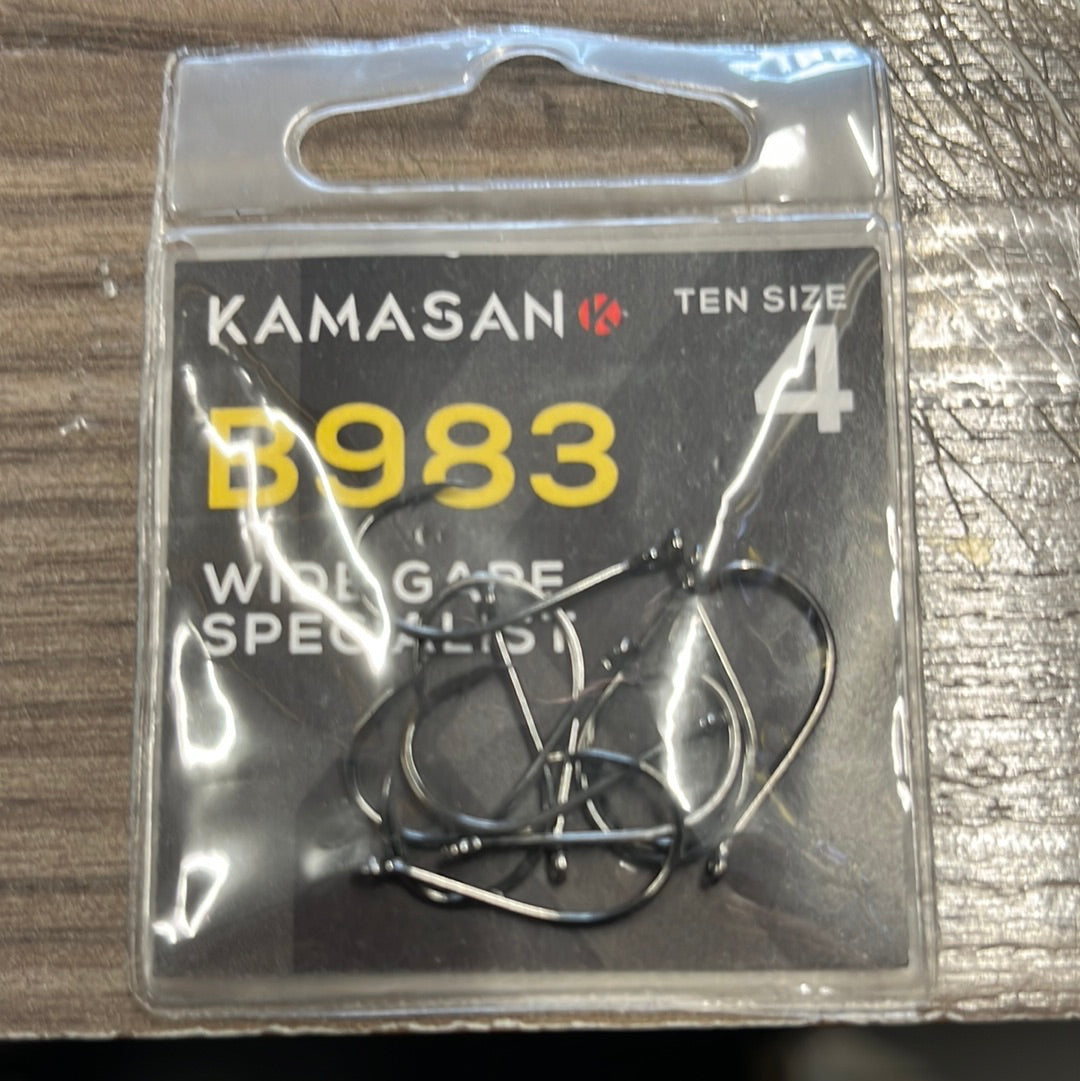 KAMASAN
TEN SIZE
4
B983
WIDE GAPE
SPECIALIST